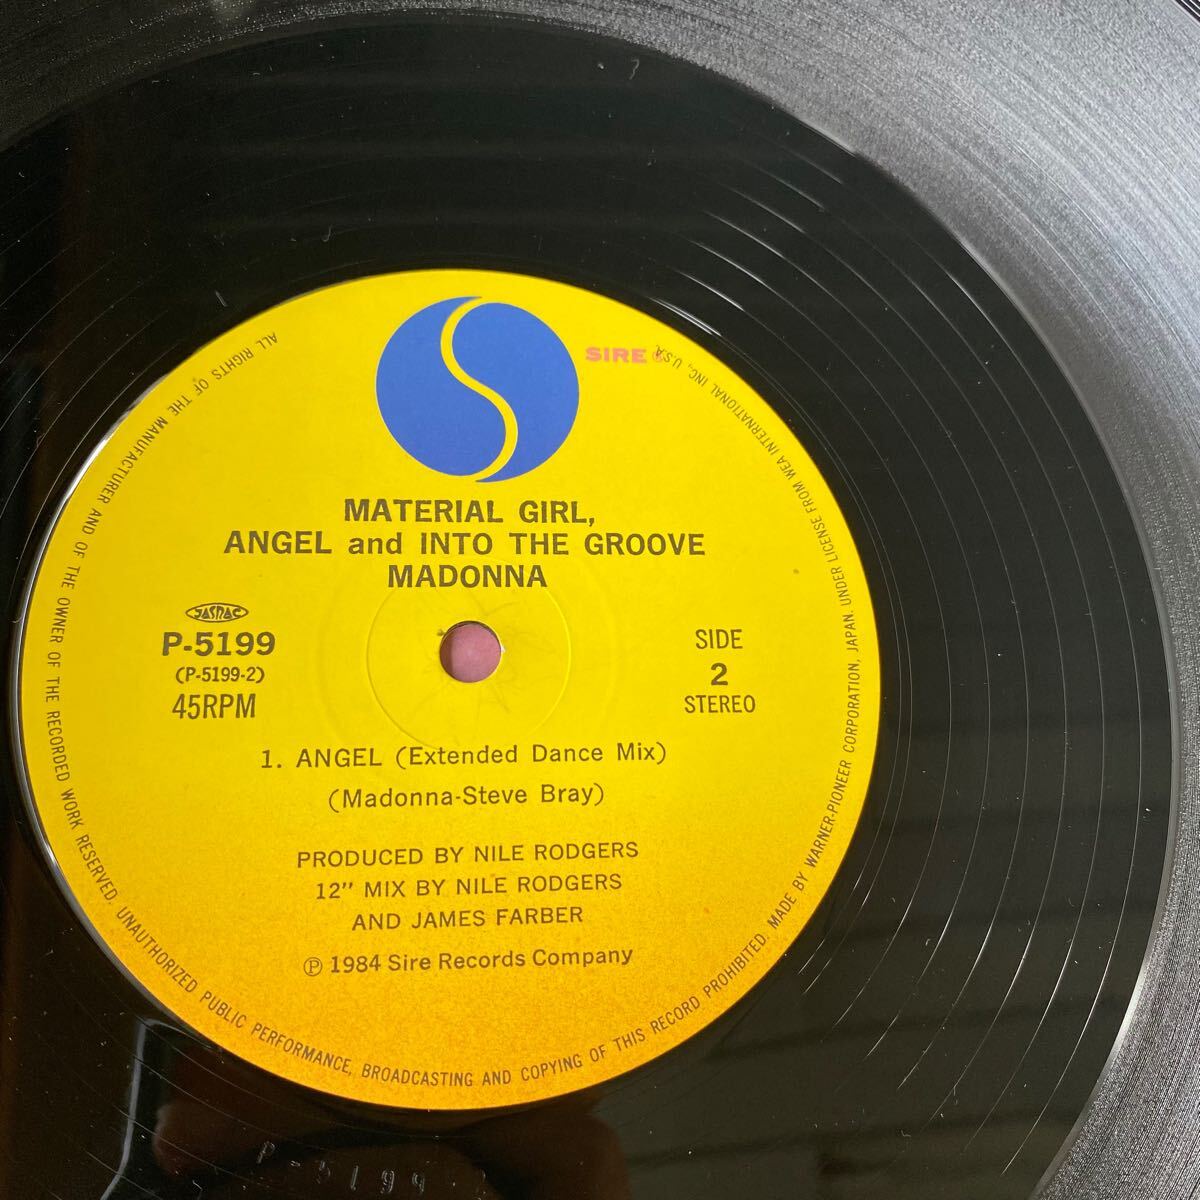 SIRE ®
MATERIAL GIRL,
ANGEL and INTO THE GROOVE
MADONNA
JASRAC
P-5199
(P-5199-2)
45RPM
SIDE
2
STEREO
1. ANGEL (Extended Dance Mix)
(Madonna-Steve Bray)
PRODUCED BY NILE RODGERS
12" MIX BY NILE RODGERS
AND JAMES FARBER
Ⓟ 1984 Sire Records Company
ALL RIGHTS OF THE MANUFACTURER AND OF THE OWNER OF THE RECORDED WORK RESERVED. UNAUTHORIZED PUBLIC PERFORMANCE, BROADCASTING AND COPYING OF THIS RECORD PROHIBITED. MADE BY WARNER-PIONEER CORPORATION, JAPAN. UNDER LICENSE FROM WEA INTERNATIONAL INC., U.S.A.
P-5199